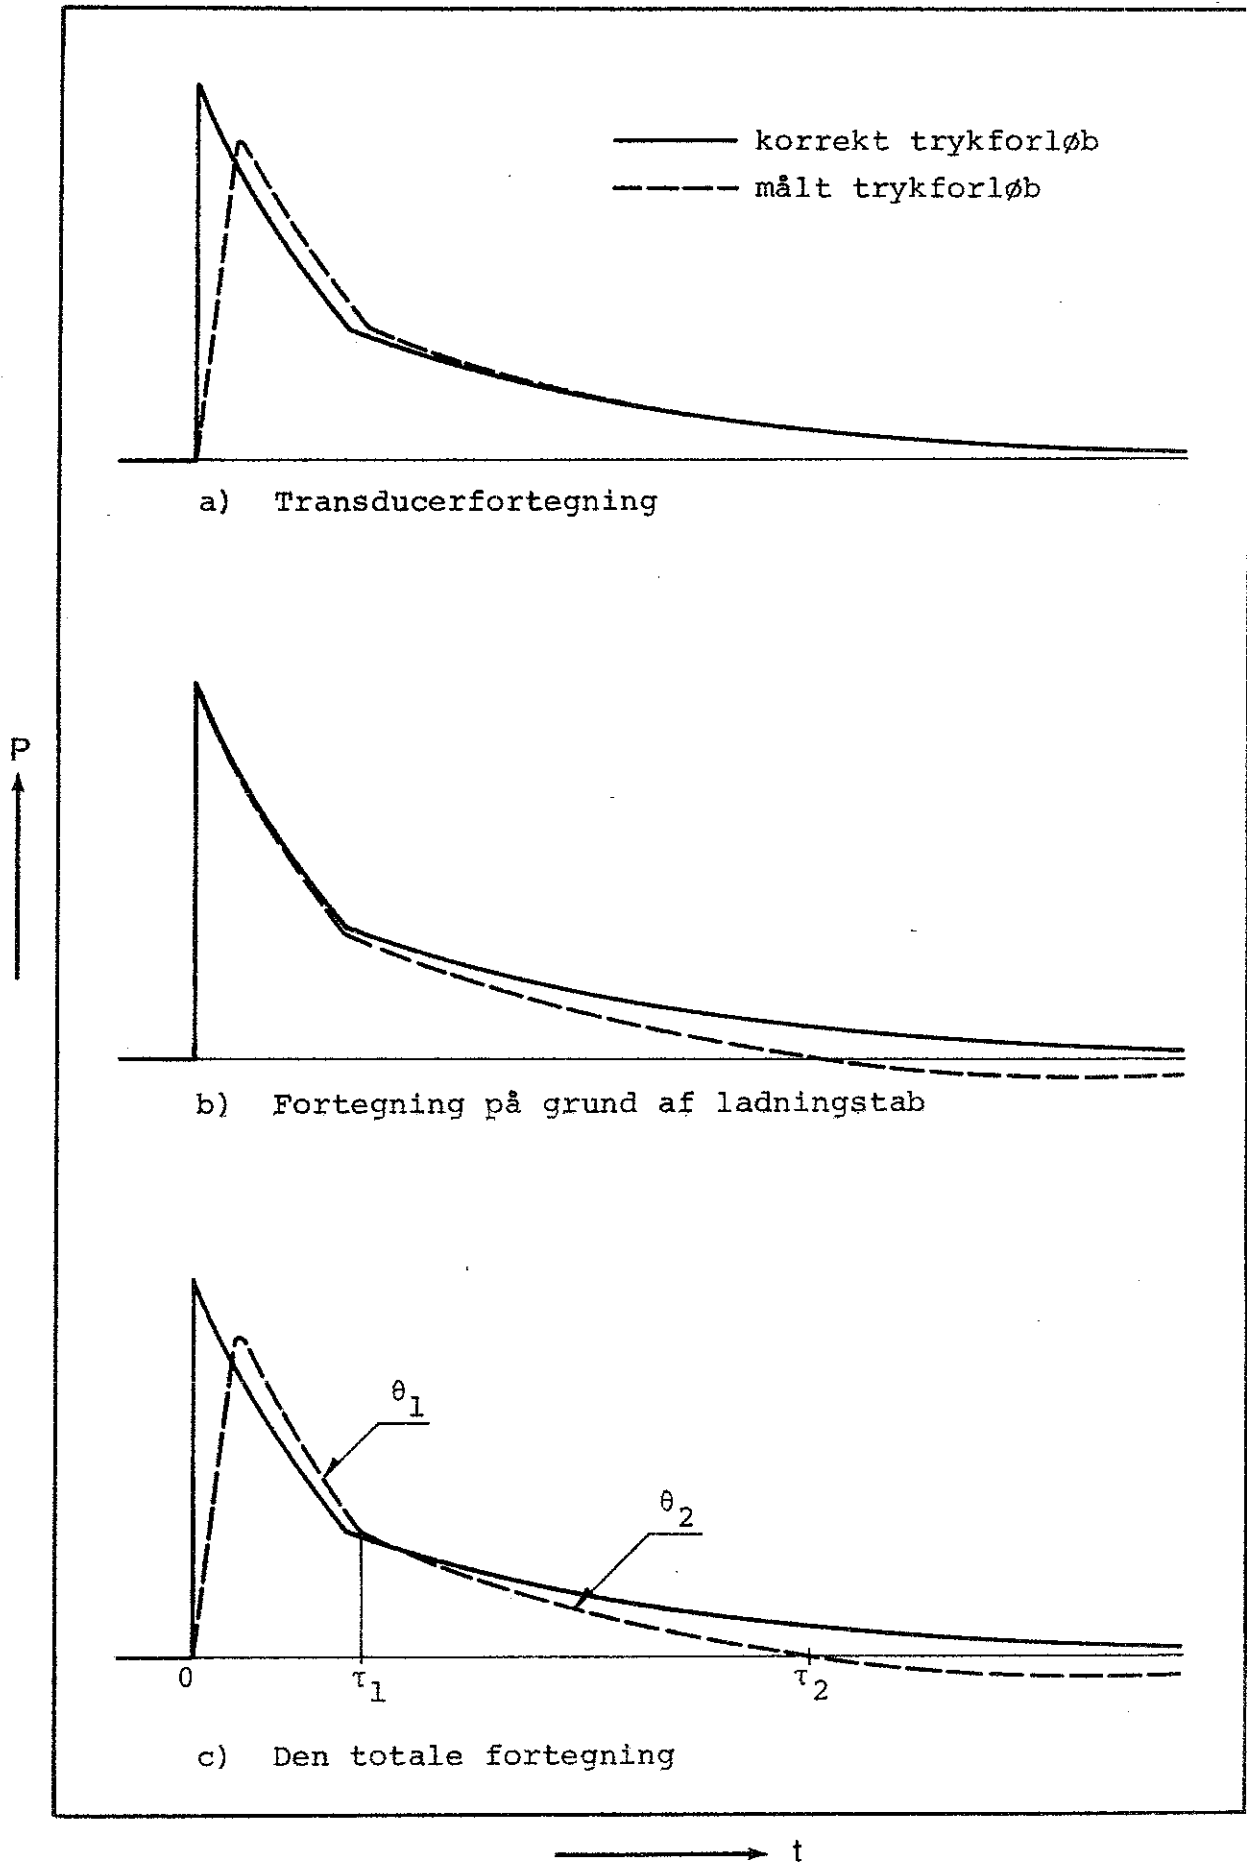 korrekt trykforløb
målt trykforløb
a) Transducerfortegning
P
b) Fortegning på grund af ladningstab
θ1
θ2
0 τ1 τ2
c) Den totale fortegning
t